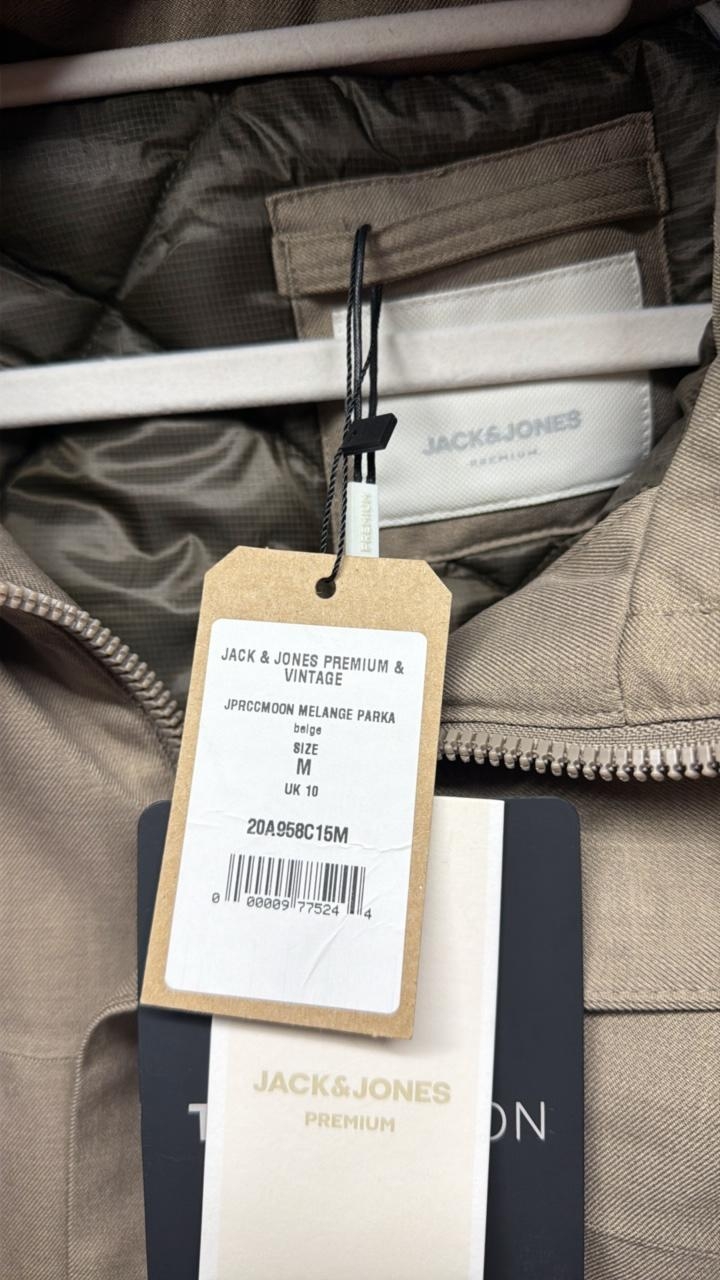 JACK&JONES
PREMIUM
PREMIUM
JACK & JONES PREMIUM &
VINTAGE
JPRCCMOON MELANGE PARKA
beige
SIZE
M
UK 10
20A958C15M
0 00009 77524 4
JACK&JONES
PREMIUM